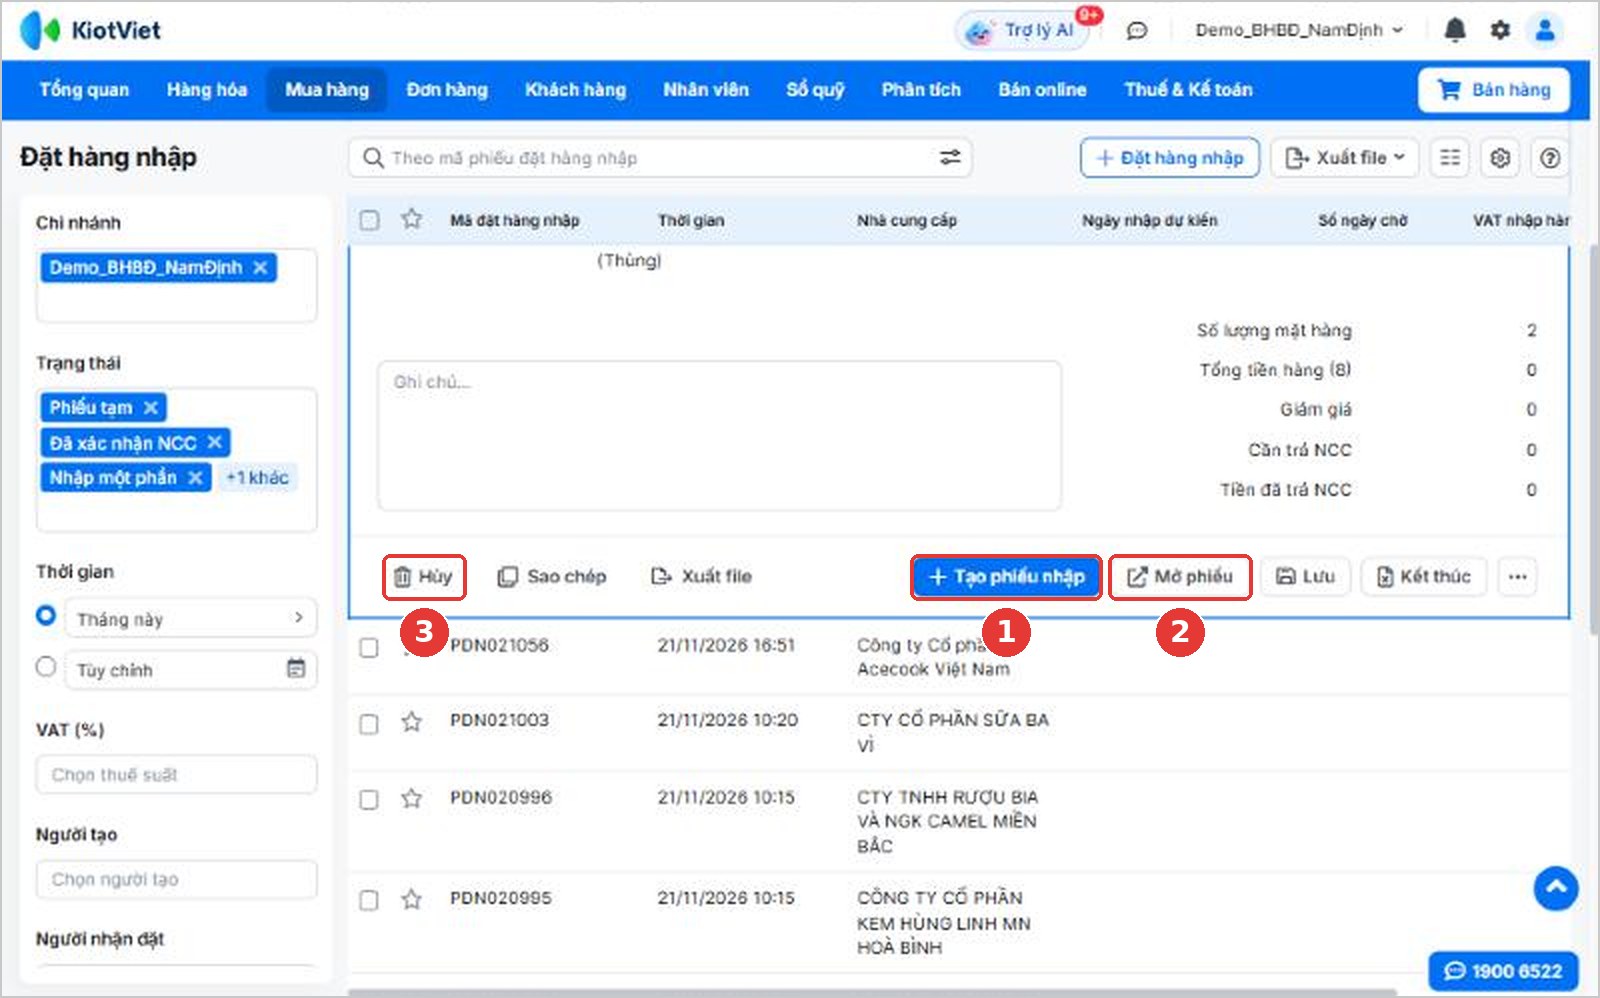 KiotViet
Trợ lý AI
9+
Demo_BHBĐ_NamĐịnh
Tổng quan
Hàng hóa
Mua hàng
Đơn hàng
Khách hàng
Nhân viên
Sổ quỹ
Phân tích
Bán online
Thuế & Kế toán
Bán hàng
Đặt hàng nhập
Theo mã phiếu đặt hàng nhập
Đặt hàng nhập
Xuất file
Chi nhánh
Demo_BHBĐ_NamĐịnh
Trạng thái
Phiếu tạm
Đã xác nhận NCC
Nhập một phần +1 khác
Thời gian
Tháng này
Tùy chỉnh
VAT (%)
Chọn thuế suất
Người tạo
Chọn người tạo
Người nhận đặt
Mã đặt hàng nhập Thời gian Nhà cung cấp Ngày nhập dự kiến Số ngày chờ VAT nhập hàn
(Thùng)
Ghi chú...
Số lượng mặt hàng 2
Tổng tiền hàng (8) 0
Giảm giá 0
Cần trả NCC 0
Tiền đã trả NCC 0
Hủy
Sao chép
Xuất file
Tạo phiếu nhập
Mở phiếu
Lưu
Kết thúc
3
1
2
PDN021056 21/11/2026 16:51 Công ty Cổ
Acecook Việt Nam
PDN021003 21/11/2026 10:20 CTY CỔ PHẦN SỮA BA
VÌ
PDN020996 21/11/2026 10:15 CTY TNHH RƯỢU BIA
VÀ NGK CAMEL MIỀN
BẮC
PDN020995 21/11/2026 10:15 CÔNG TY CỔ PHẦN
KEM HÙNG LINH MN
HOÀ BÌNH
1900 6522